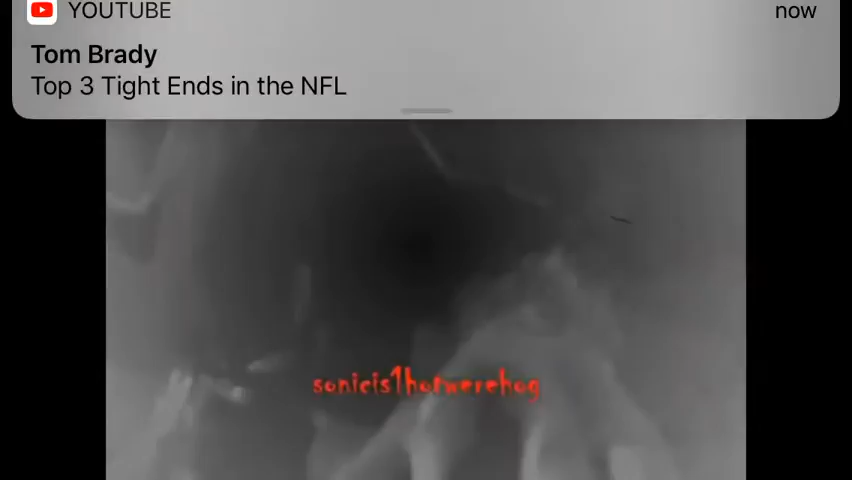 YOUTUBE
now
Tom Brady
Top 3 Tight Ends in the NFL
sonicis1hotwerehog